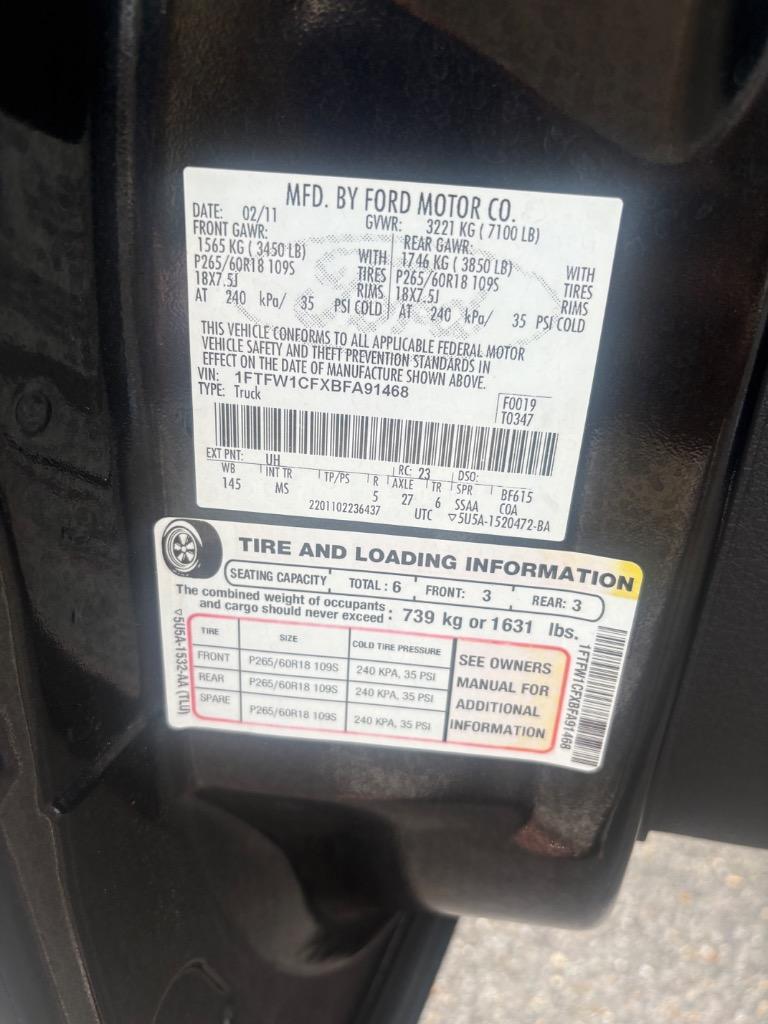 MFD. BY FORD MOTOR CO.
DATE: 02/11 GVWR: 3221 KG ( 7100 LB)
FRONT GAWR: REAR GAWR:
1565 KG ( 3450 LB) WITH 1746 KG ( 3850 LB) WITH
P265/60R18 109S TIRES P265/60R18 109S TIRES
18X7.5J RIMS 18X7.5J RIMS
AT 240 kPa/ 35 PSI COLD AT 240 kPa/ 35 PSI COLD
THIS VEHICLE CONFORMS TO ALL APPLICABLE FEDERAL MOTOR
VEHICLE SAFETY AND THEFT PREVENTION STANDARDS IN
EFFECT ON THE DATE OF MANUFACTURE SHOWN ABOVE.
VIN: 1FTFW1CFXBFA91468
TYPE: Truck
F0019
T0347
EXT PNT: UH RC: 23 DSO:
WB INT TR TP/PS R AXLE TR SPR BF615
145 MS 5 27 6 SSAA COA
2201102236437 UTC ▽5U5A-1520472-BA
TIRE AND LOADING INFORMATION
SEATING CAPACITY TOTAL : 6 FRONT: 3 REAR: 3
The combined weight of occupants
and cargo should never exceed : 739 kg or 1631 lbs.
TIRE SIZE COLD TIRE PRESSURE
FRONT P265/60R18 109S 240 KPA, 35 PSI
REAR P265/60R18 109S 240 KPA, 35 PSI
SPARE P265/60R18 109S 240 KPA, 35 PSI
SEE OWNERS
MANUAL FOR
ADDITIONAL
INFORMATION
▽5U5A-1532-AA (TLU)
1FTFW1CFXBFA91468